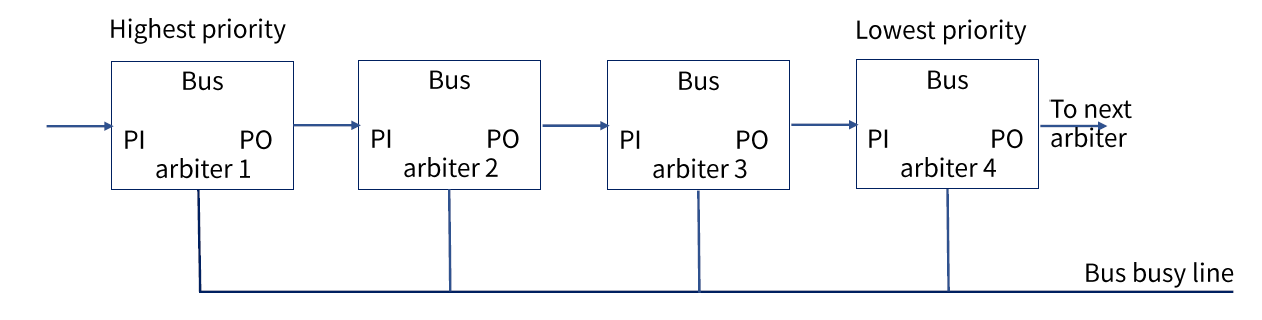 Highest priority
Lowest priority
Bus
PI PO
arbiter 1
Bus
PI PO
arbiter 2
Bus
PI PO
arbiter 3
Bus
PI PO
arbiter 4
To next
arbiter
Bus busy line